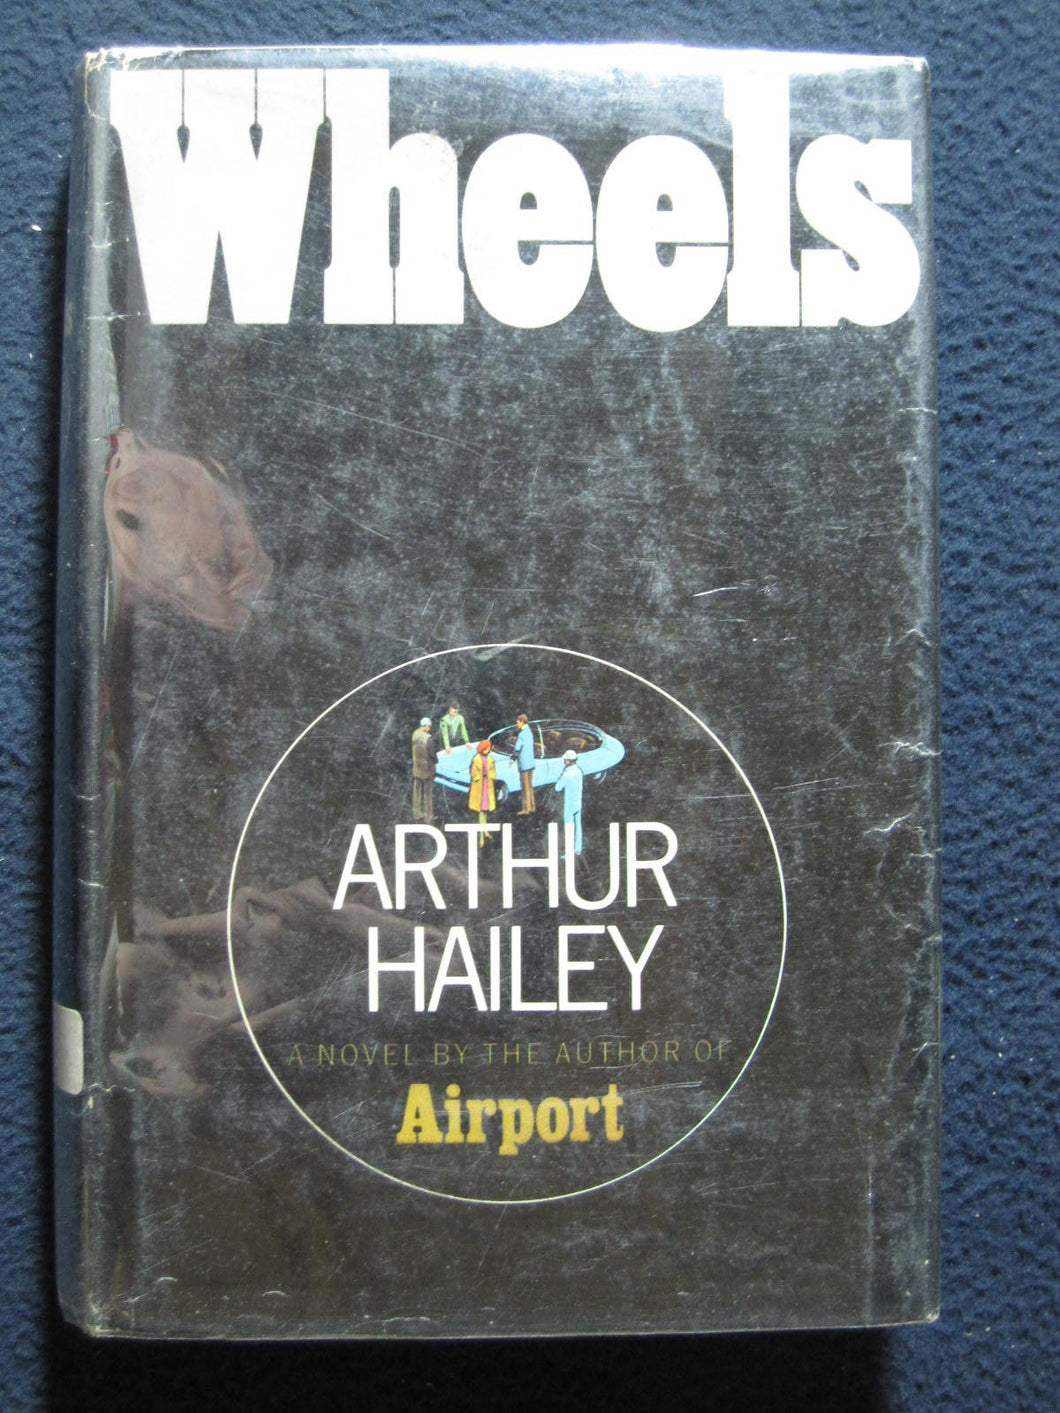 Wheels
ARTHUR
HAILEY
A NOVEL BY THE AUTHOR OF
Airport